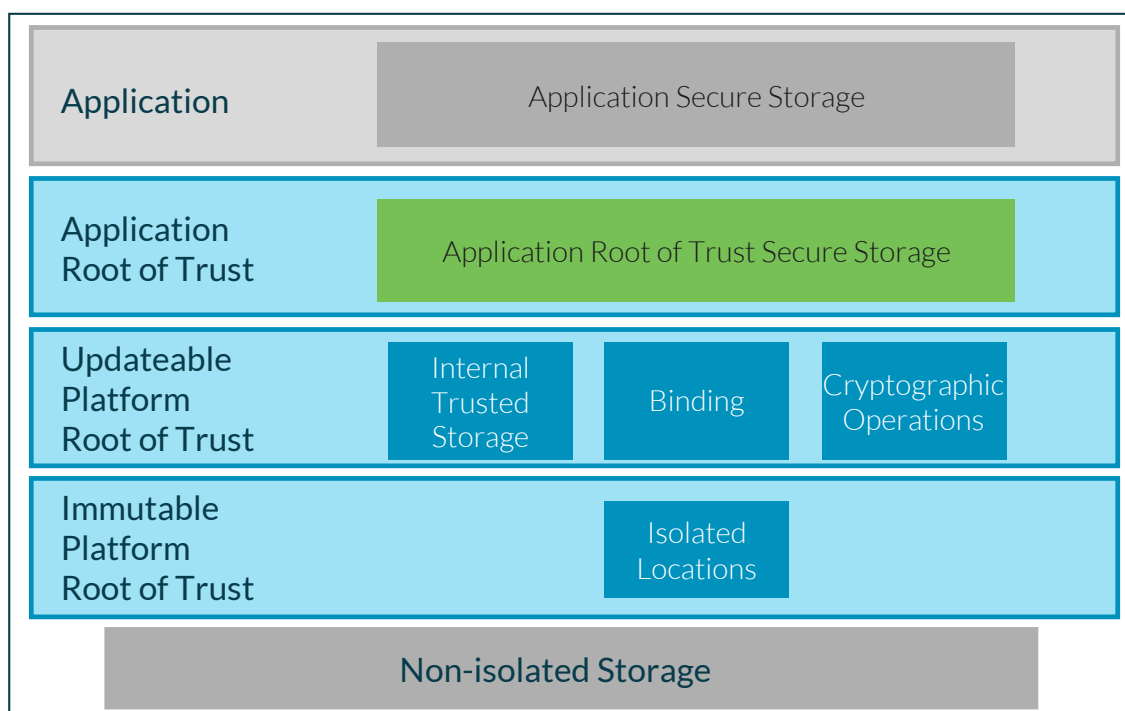 Application
Application Secure Storage
Application
Root of Trust
Application Root of Trust Secure Storage
Updateable
Platform
Root of Trust
Internal
Trusted
Storage
Binding
Cryptographic
Operations
Immutable
Platform
Root of Trust
Isolated
Locations
Non-isolated Storage